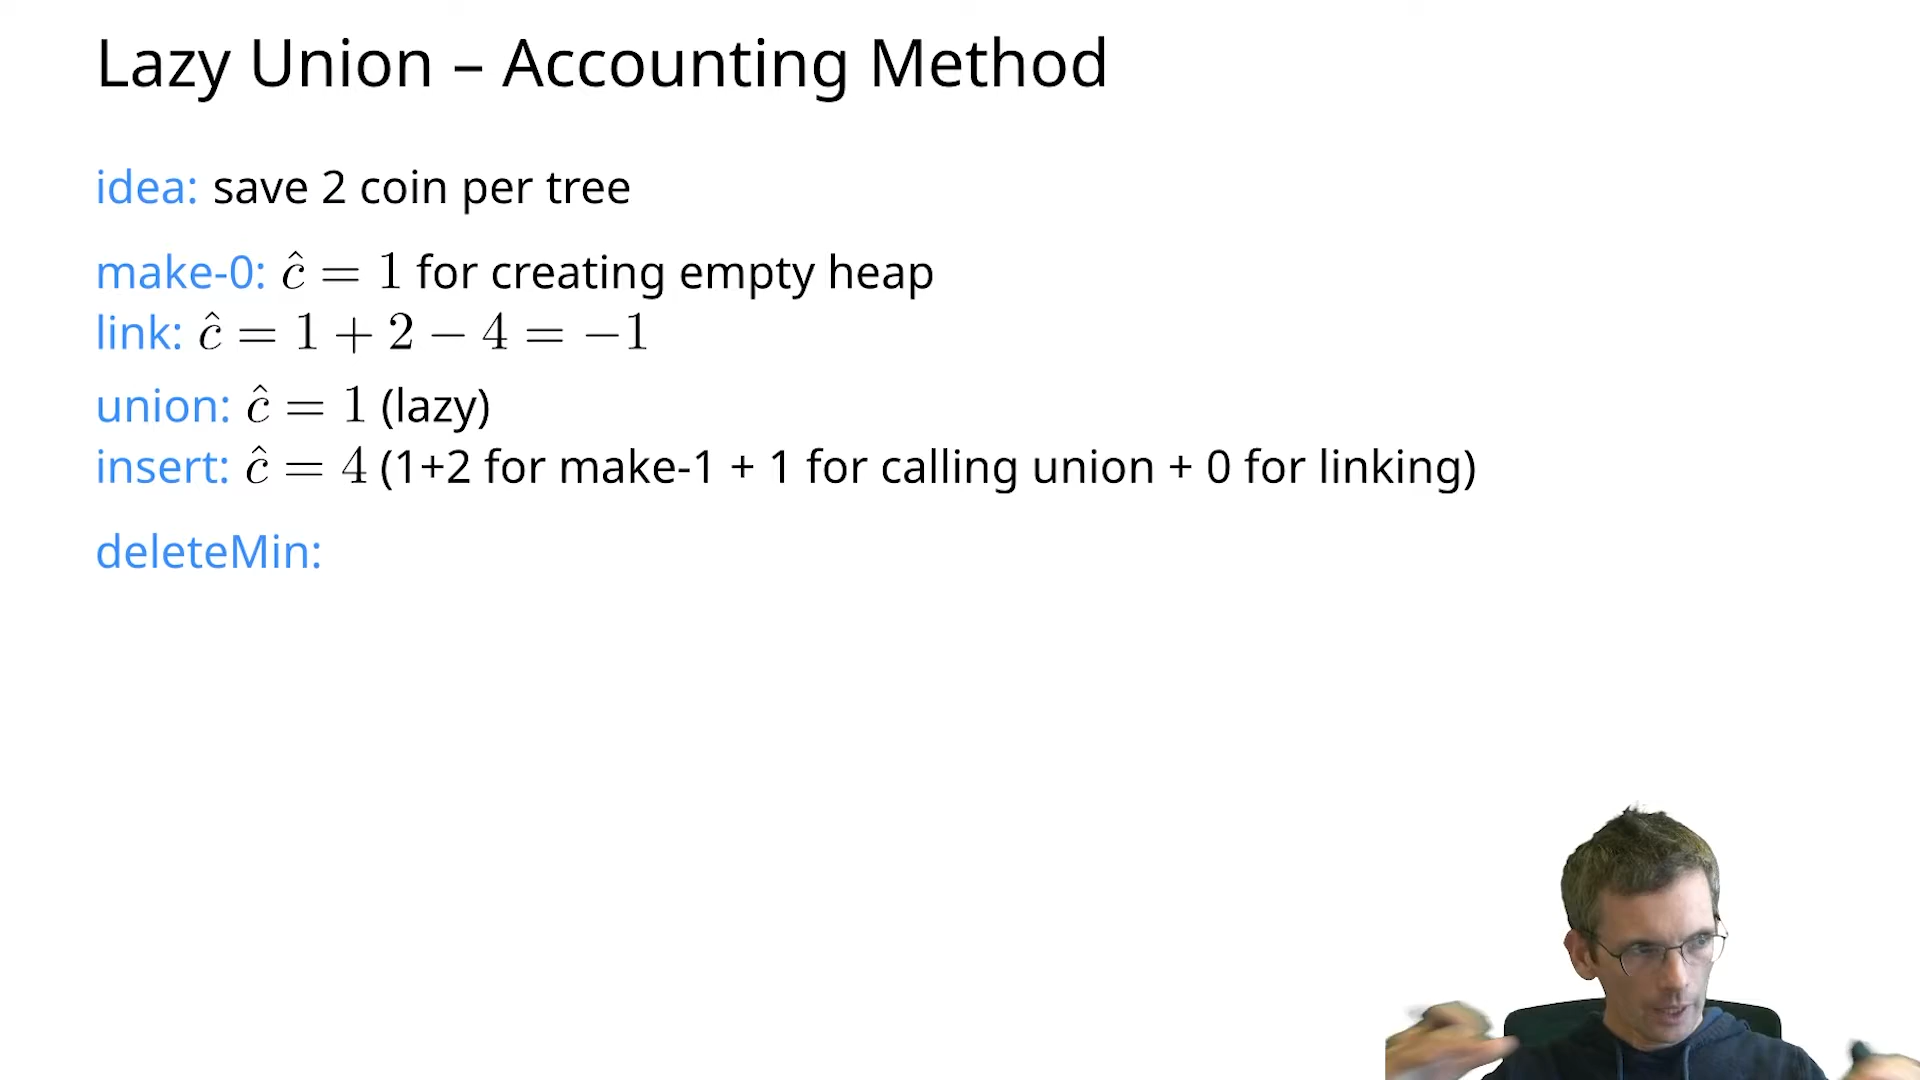 Lazy Union – Accounting Method
idea: save 2 coin per tree
make-0: ĉ = 1 for creating empty heap
link: ĉ = 1 + 2 − 4 = −1
union: ĉ = 1 (lazy)
insert: ĉ = 4 (1+2 for make-1 + 1 for calling union + 0 for linking)
deleteMin: